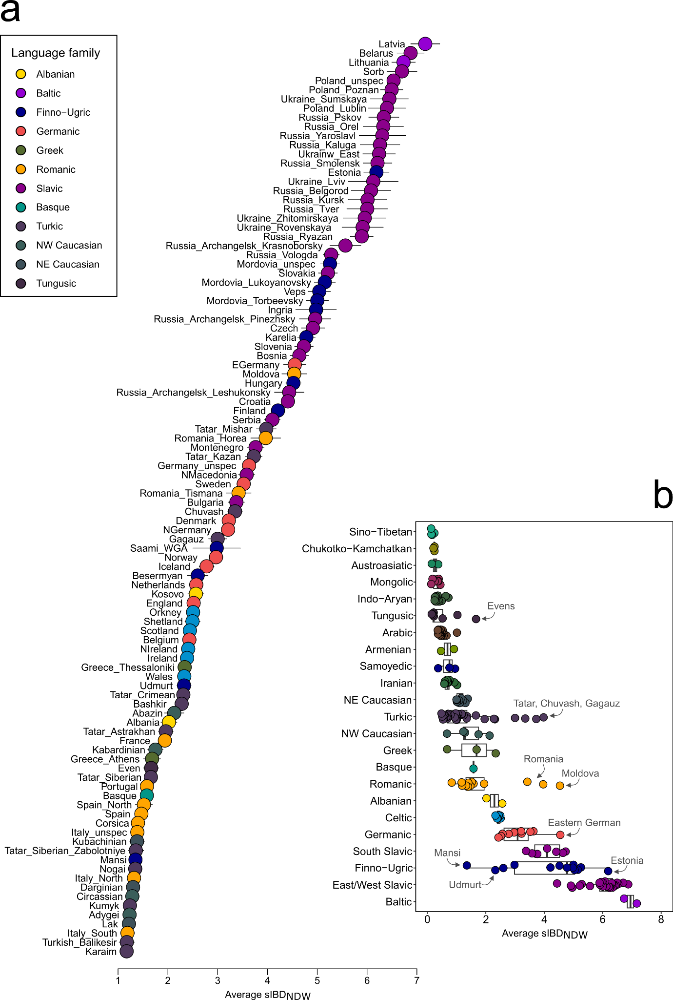 a
Language family
Albanian
Baltic
Finno−Ugric
Germanic
Greek
Romanic
Slavic
Basque
Turkic
NW Caucasian
NE Caucasian
Tungusic
Latvia
Belarus
Lithuania
Sorb
Poland_unspec
Poland_Poznan
Ukraine_Sumskaya
Poland_Lublin
Russia_Pskov
Russia_Orel
Russia_Yaroslavl
Russia_Kaluga
Ukrainw_East
Russia_Smolensk
Estonia
Ukraine_Lviv
Russia_Belgorod
Russia_Kursk
Russia_Tver
Ukraine_Zhitomirskaya
Ukraine_Rovenskaya
Russia_Ryazan
Russia_Archangelsk_Krasnoborsky
Russia_Vologda
Mordovia_unspec
Slovakia
Mordovia_Lukoyanovsky
Veps
Mordovia_Torbeevsky
Ingria
Russia_Archangelsk_Pinezhsky
Czech
Karelia
Slovenia
Bosnia
EGermany
Moldova
Hungary
Russia_Archangelsk_Leshukonsky
Croatia
Finland
Serbia
Tatar_Mishar
Romania_Horea
Montenegro
Tatar_Kazan
Germany_unspec
NMacedonia
Sweden
Romania_Tismana
Bulgaria
Chuvash
Denmark
NGermany
Gagauz
Saami_WGA
Norway
Iceland
Besermyan
Netherlands
Kosovo
England
Orkney
Shetland
Scotland
Belgium
NIreland
Ireland
Greece_Thessaloniki
Wales
Udmurt
Tatar_Crimean
Bashkir
Abazin
Albania
Tatar_Astrakhan
France
Kabardinian
Greece_Athens
Even
Tatar_Siberian
Portugal
Basque
Spain_North
Spain
Corsica
Italy_unspec
Kubachinian
Tatar_Siberian_Zabolotniye
Mansi
Nogai
Italy_North
Darginian
Circassian
Kumyk
Adygei
Lak
Italy_South
Turkish_Balikesir
Karaim
1 2 3 4 5 6 7
Average sIBDNDW
b
Sino−Tibetan
Chukotko−Kamchatkan
Austroasiatic
Mongolic
Indo−Aryan
Tungusic
Evens
Arabic
Armenian
Samoyedic
Iranian
NE Caucasian
Tatar, Chuvash, Gagauz
Turkic
NW Caucasian
Greek
Romania
Basque
Moldova
Romanic
Albanian
Celtic
Eastern German
Germanic
South Slavic
Mansi
Estonia
Finno−Ugric
Udmurt
East/West Slavic
Baltic
0 2 4 6 8
Average sIBDNDW